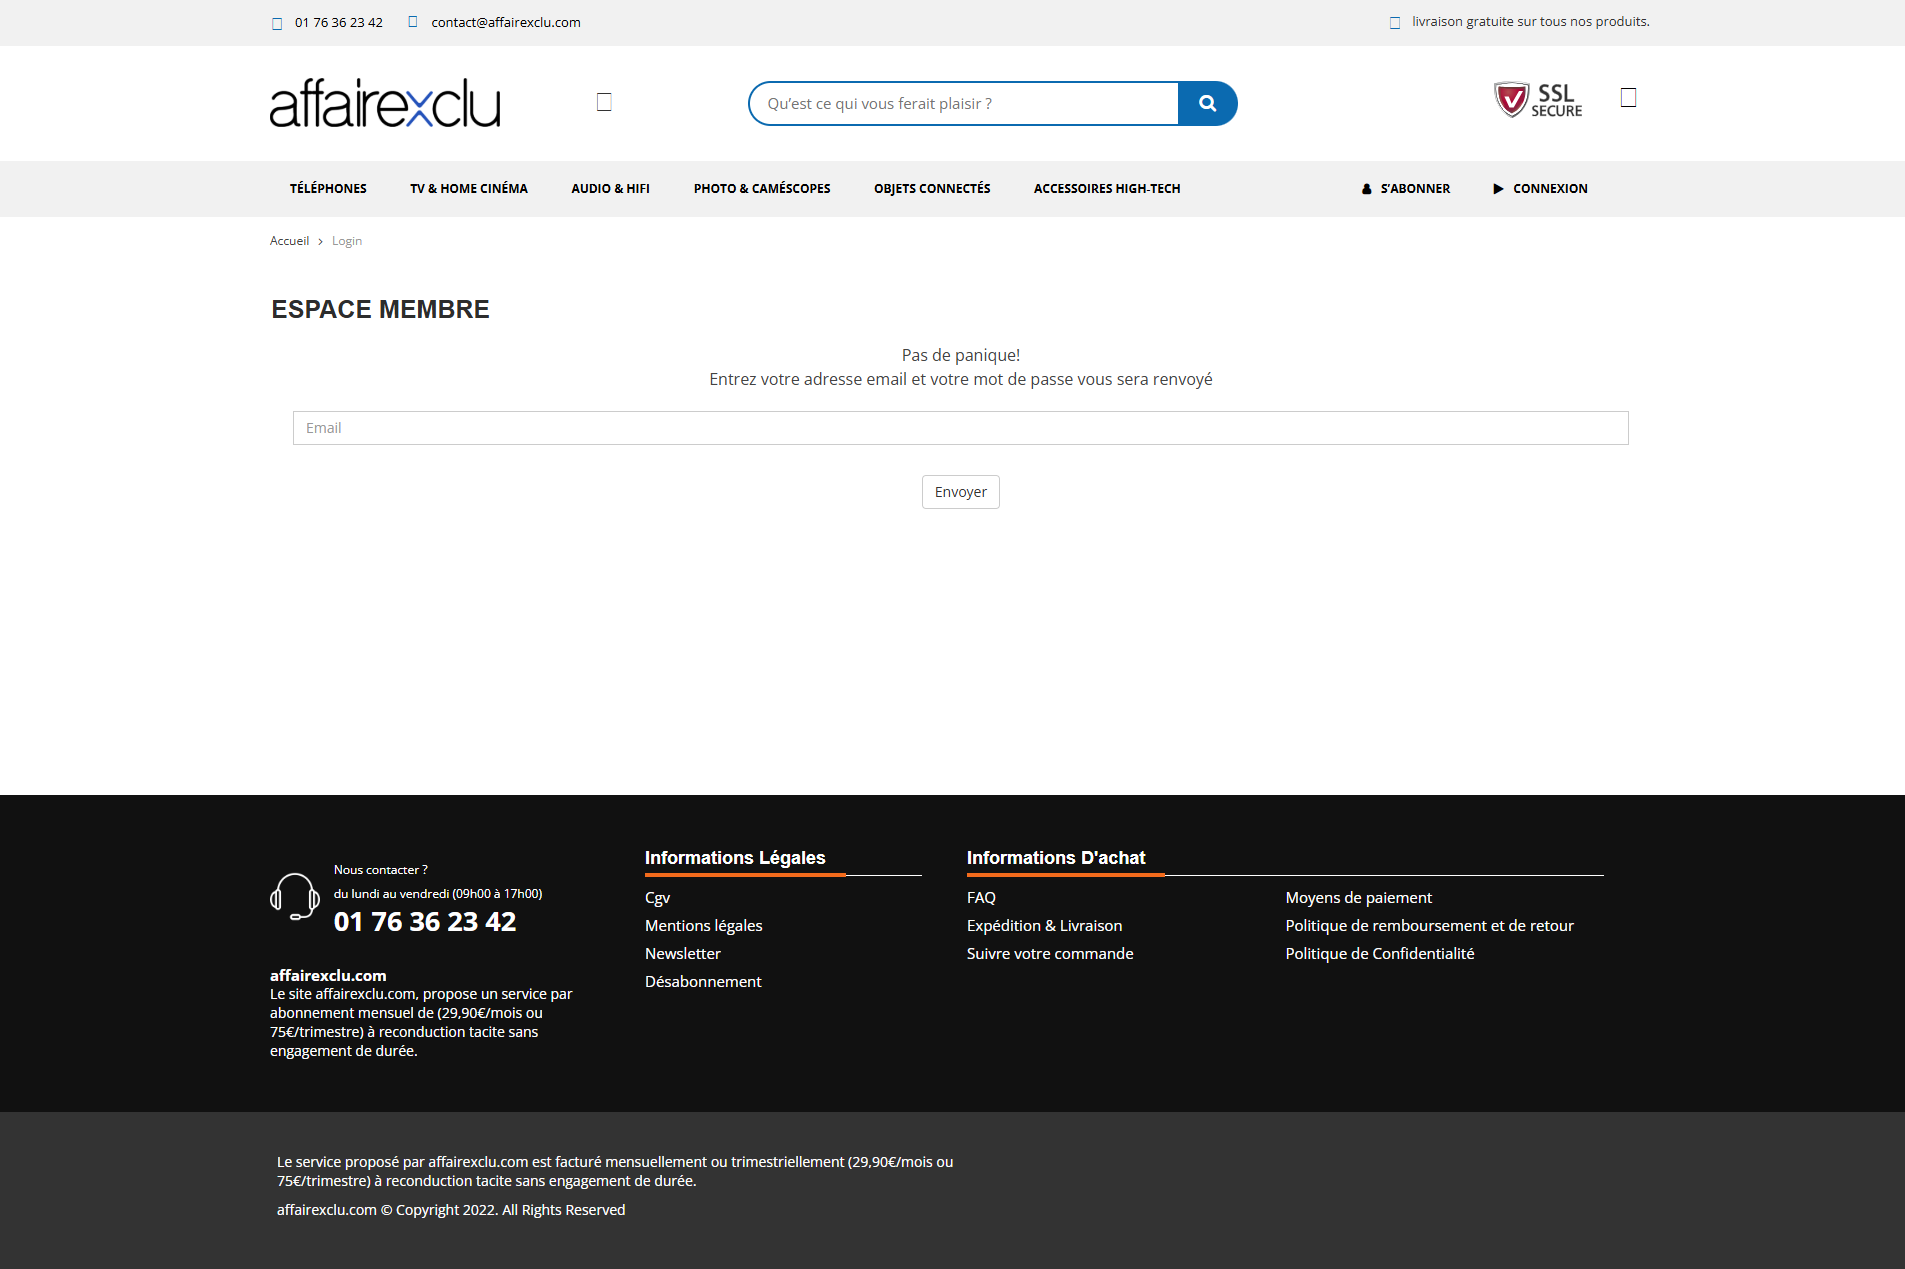 01 76 36 23 42 contact@affairexclu.com livraison gratuite sur tous nos produits.
affairexclu
Qu’est ce qui vous ferait plaisir ?
SSL
SECURE
TÉLÉPHONES TV & HOME CINÉMA AUDIO & HIFI PHOTO & CAMÉSCOPES OBJETS CONNECTÉS ACCESSOIRES HIGH-TECH S’ABONNER CONNEXION
Accueil > Login
ESPACE MEMBRE
Pas de panique!
Entrez votre adresse email et votre mot de passe vous sera renvoyé
Email
Envoyer
Nous contacter ?
du lundi au vendredi (09h00 à 17h00)
01 76 36 23 42
affairexclu.com
Le site affairexclu.com, propose un service par
abonnement mensuel de (29,90€/mois ou
75€/trimestre) à reconduction tacite sans
engagement de durée.
Informations Légales
Cgv
Mentions légales
Newsletter
Désabonnement
Informations D'achat
FAQ
Expédition & Livraison
Suivre votre commande
Moyens de paiement
Politique de remboursement et de retour
Politique de Confidentialité
Le service proposé par affairexclu.com est facturé mensuellement ou trimestriellement (29,90€/mois ou
75€/trimestre) à reconduction tacite sans engagement de durée.
affairexclu.com © Copyright 2022. All Rights Reserved